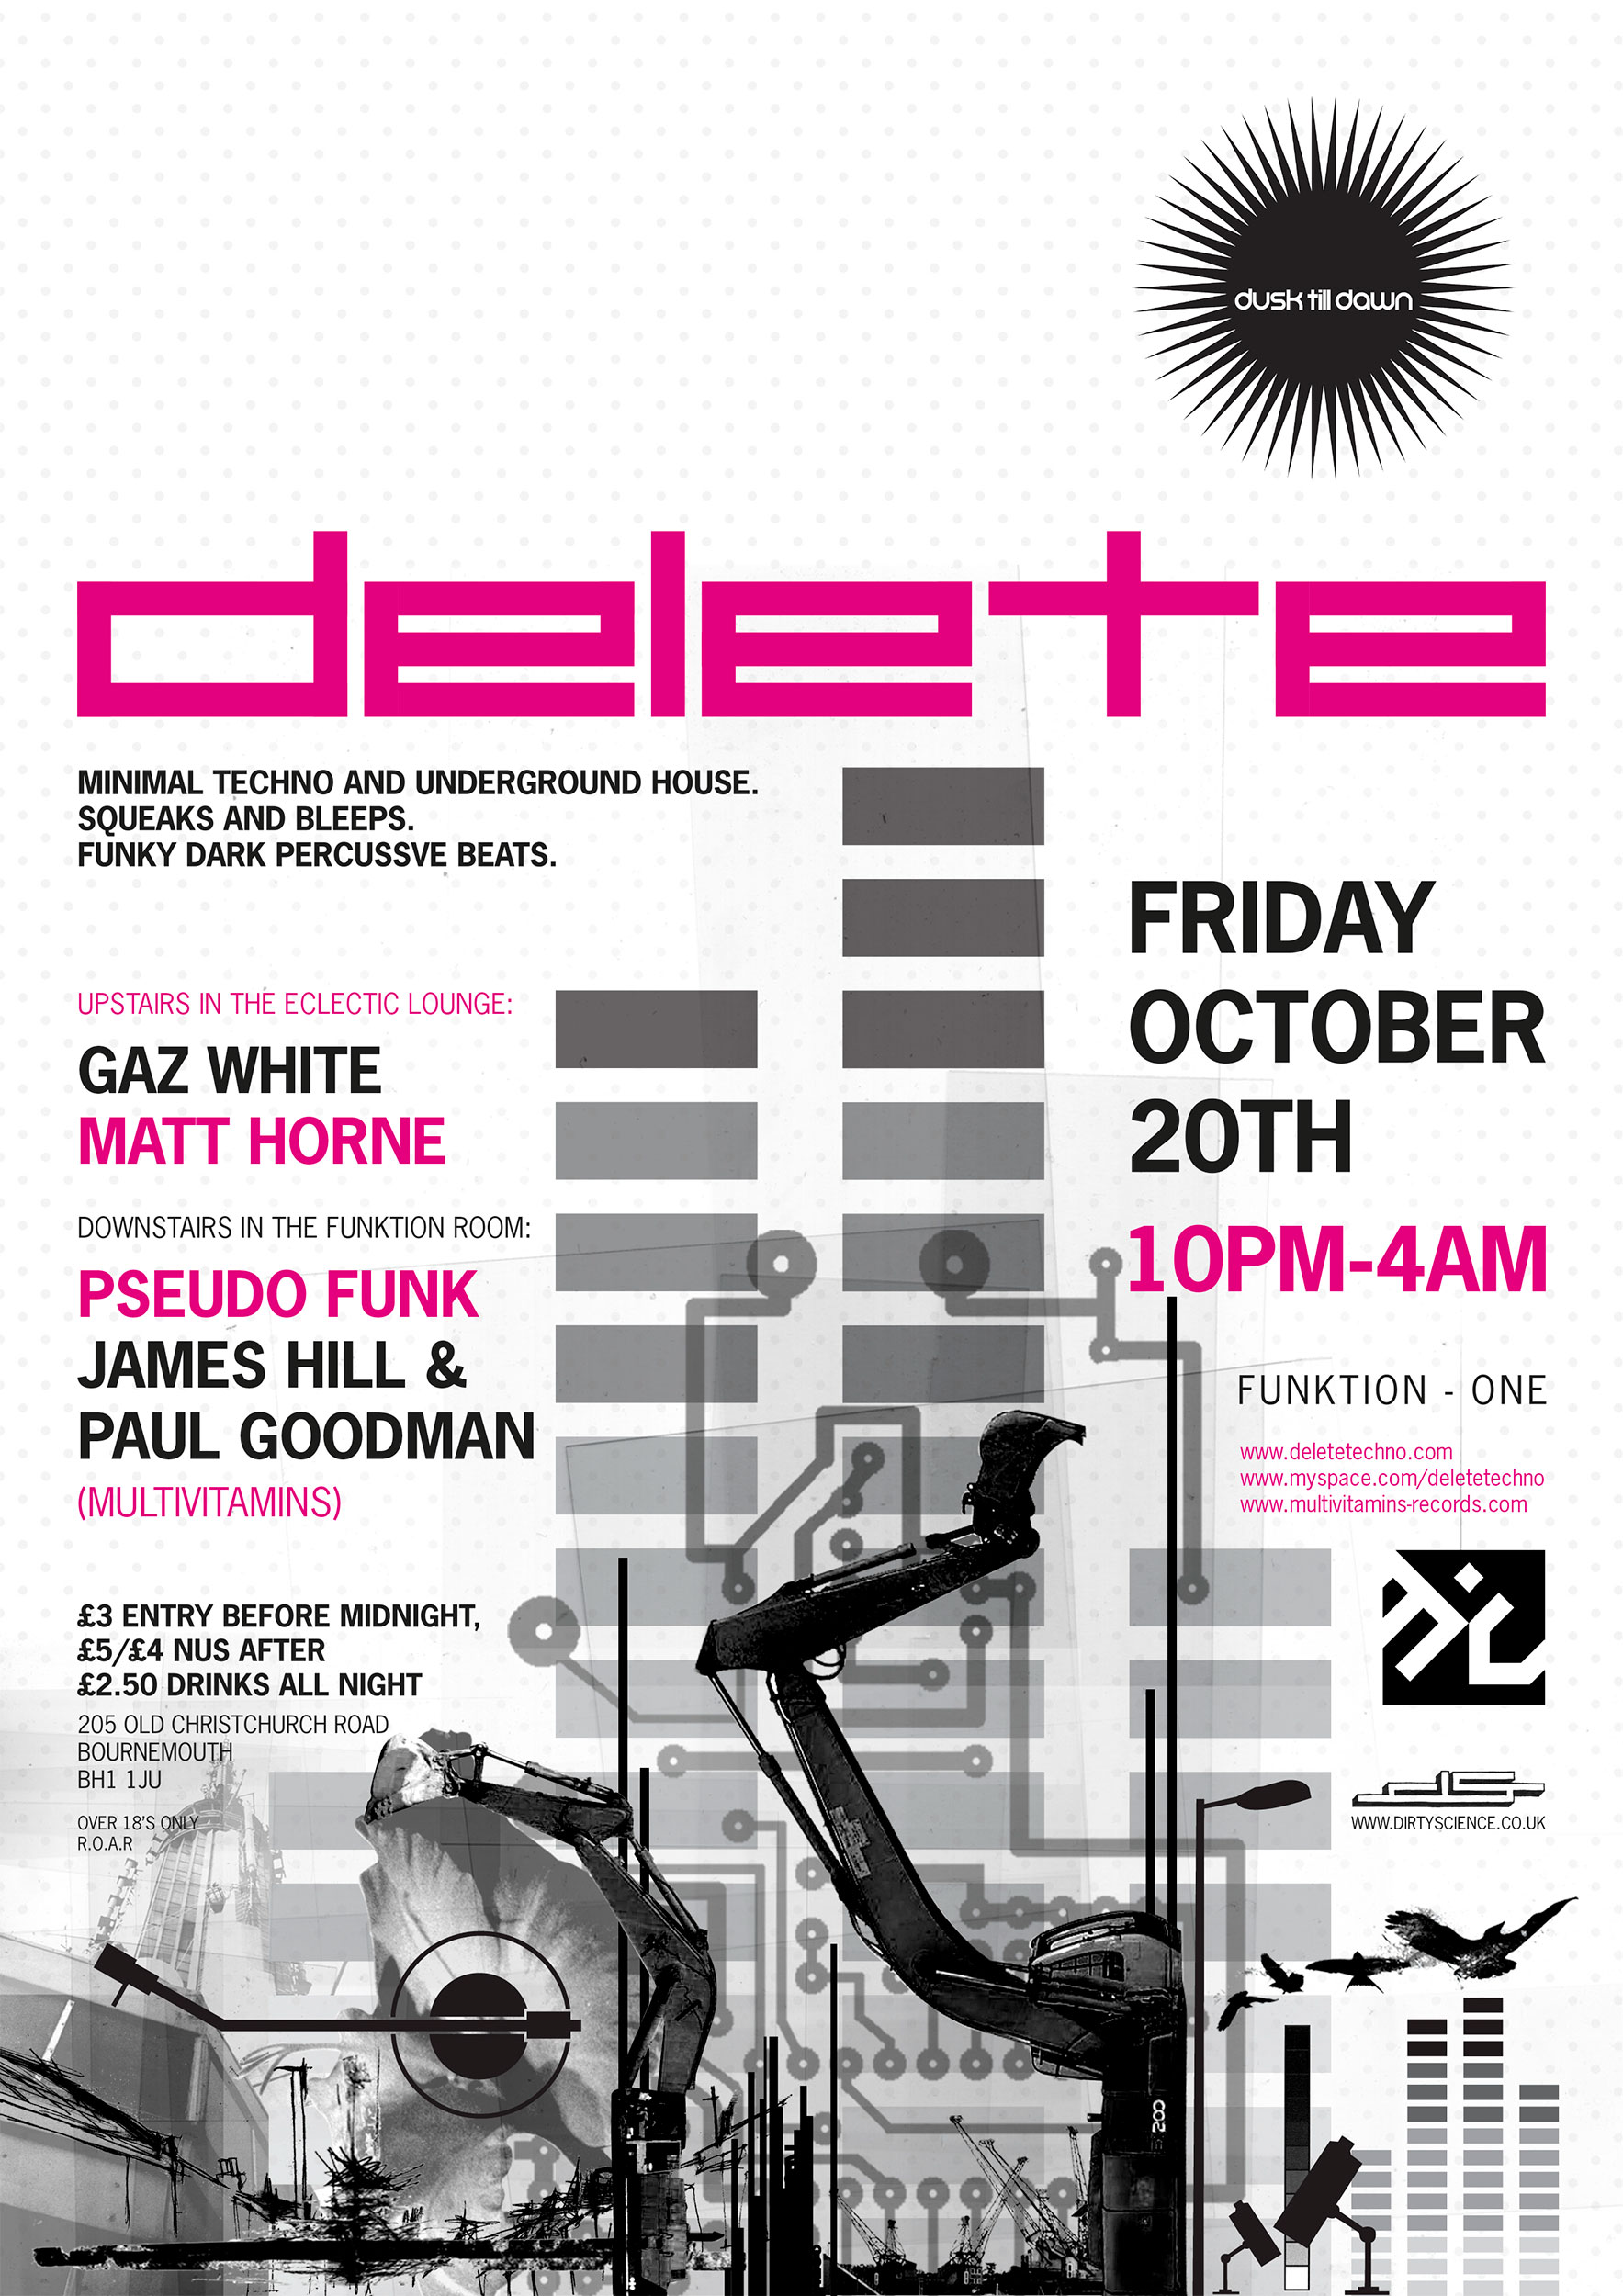 dusk till dawn
delete
MINIMAL TECHNO AND UNDERGROUND HOUSE.
SQUEAKS AND BLEEPS.
FUNKY DARK PERCUSSVE BEATS.
FRIDAY
OCTOBER
20TH
10PM-4AM
UPSTAIRS IN THE ECLECTIC LOUNGE:
GAZ WHITE
MATT HORNE
DOWNSTAIRS IN THE FUNKTION ROOM:
PSEUDO FUNK
JAMES HILL &
PAUL GOODMAN
(MULTIVITAMINS)
FUNKTION - ONE
www.deletetechno.com
www.myspace.com/deletetechno
www.multivitamins-records.com
£3 ENTRY BEFORE MIDNIGHT,
£5/£4 NUS AFTER
£2.50 DRINKS ALL NIGHT
205 OLD CHRISTCHURCH ROAD
BOURNEMOUTH
BH1 1JU
OVER 18'S ONLY
R.O.A.R
ds
WWW.DIRTYSCIENCE.CO.UK